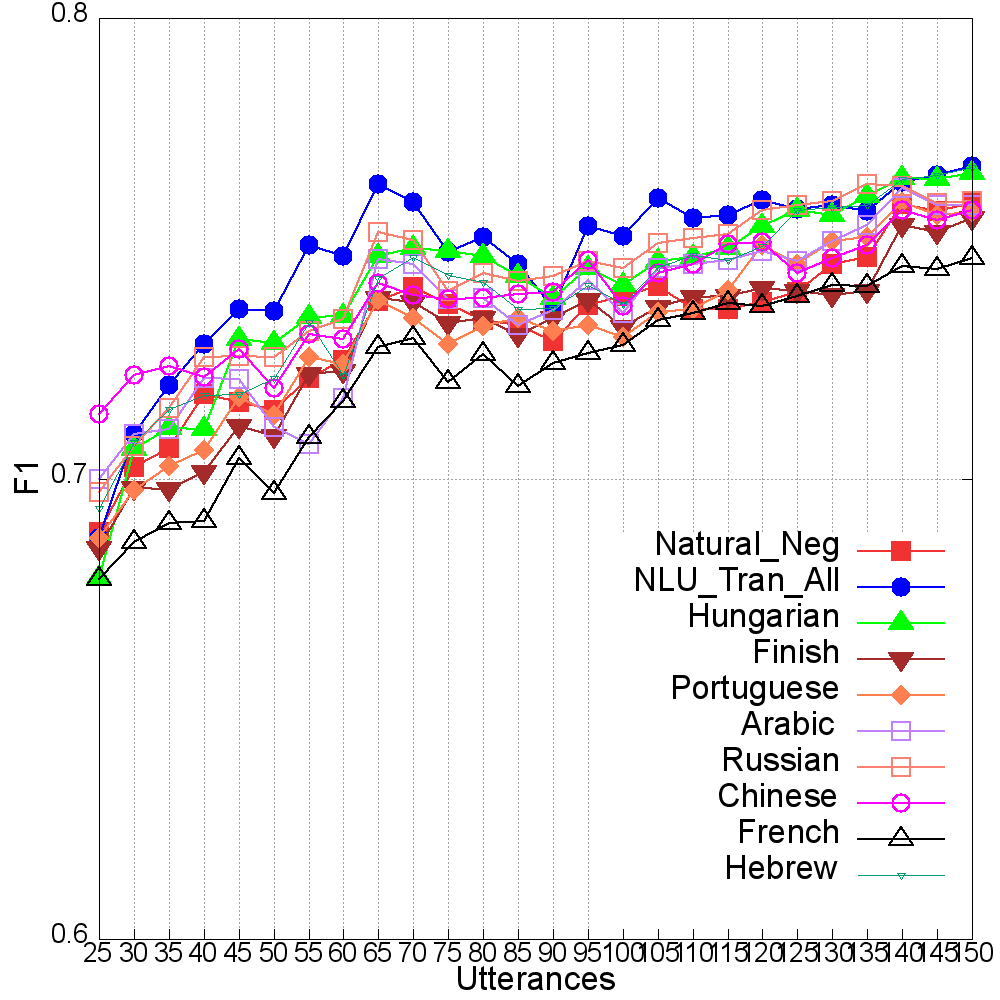 0.8
0.7
0.6
F1
Natural_Neg
NLU_Tran_All
Hungarian
Finish
Portuguese
Arabic
Russian
Chinese
French
Hebrew
25 30 35 40 45 50 55 60 65 70 75 80 85 90 95 100 105 110 115 120 125 130 135 140 145 150
Utterances